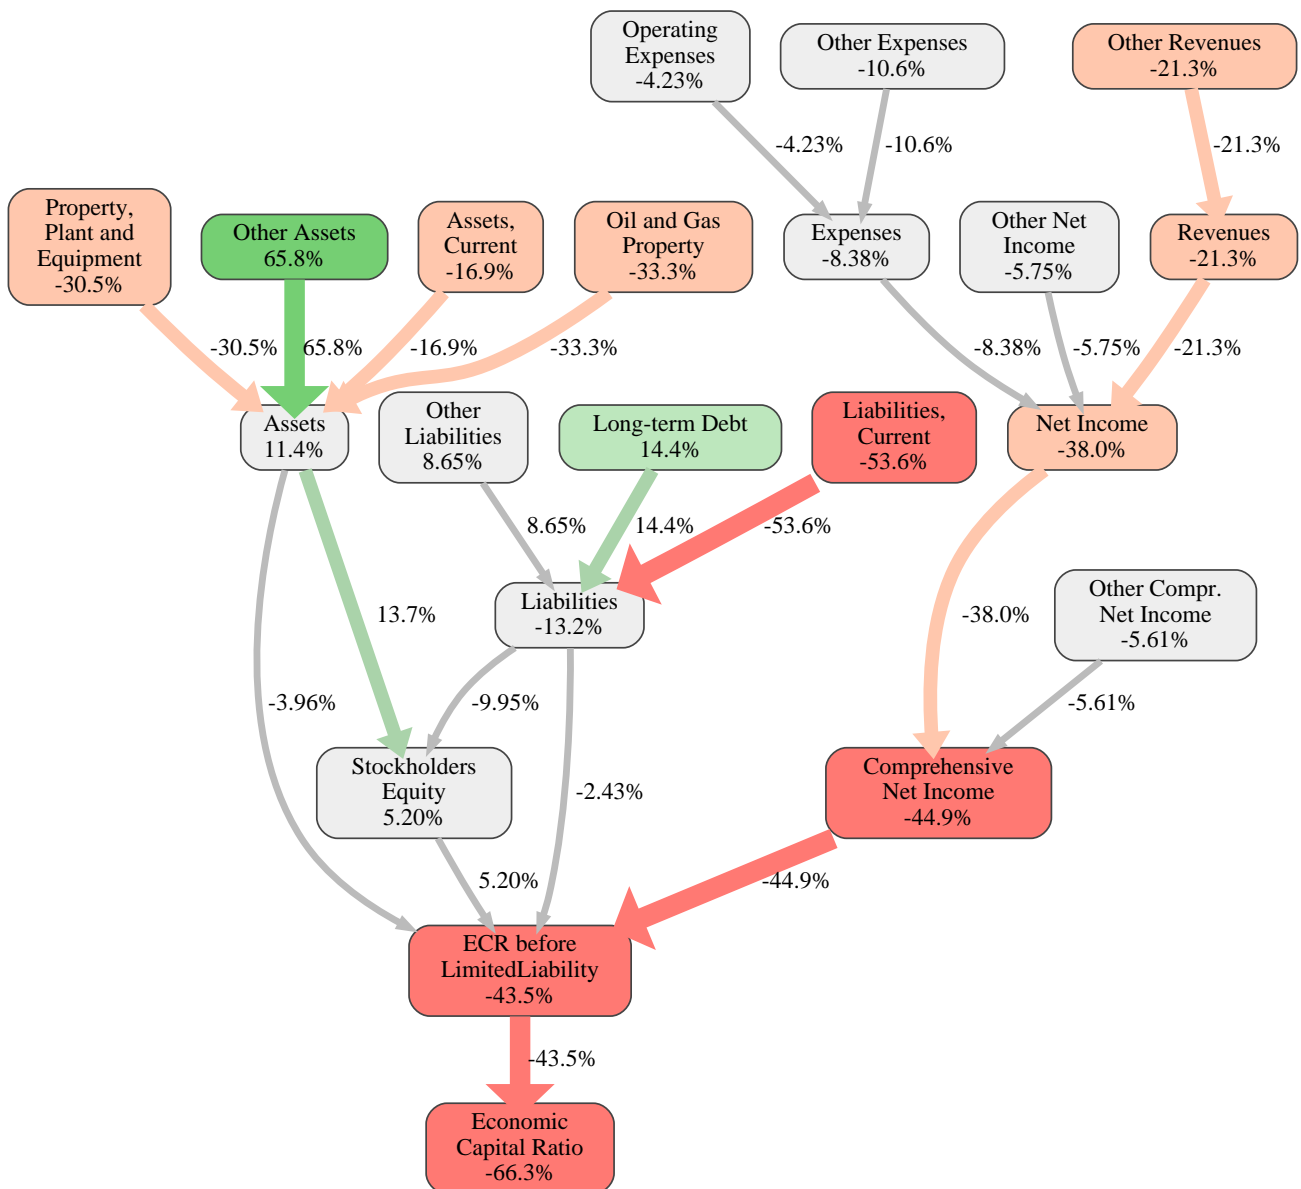 Operating
Expenses
-4.23%
Other Expenses
-10.6%
Other Revenues
-21.3%
-4.23%
-10.6%
-21.3%
Property,
Plant and
Equipment
-30.5%
Other Assets
65.8%
Assets,
Current
-16.9%
Oil and Gas
Property
-33.3%
Expenses
-8.38%
Other Net
Income
-5.75%
Revenues
-21.3%
-30.5%
65.8%
-16.9%
-33.3%
-8.38%
-5.75%
-21.3%
Assets
11.4%
Other
Liabilities
8.65%
Long-term Debt
14.4%
Liabilities,
Current
-53.6%
Net Income
-38.0%
8.65%
14.4%
-53.6%
Liabilities
-13.2%
Other Compr.
Net Income
-5.61%
13.7%
-38.0%
-3.96%
-9.95%
-5.61%
Stockholders
Equity
5.20%
-2.43%
Comprehensive
Net Income
-44.9%
5.20%
-44.9%
ECR before
LimitedLiability
-43.5%
-43.5%
Economic
Capital Ratio
-66.3%